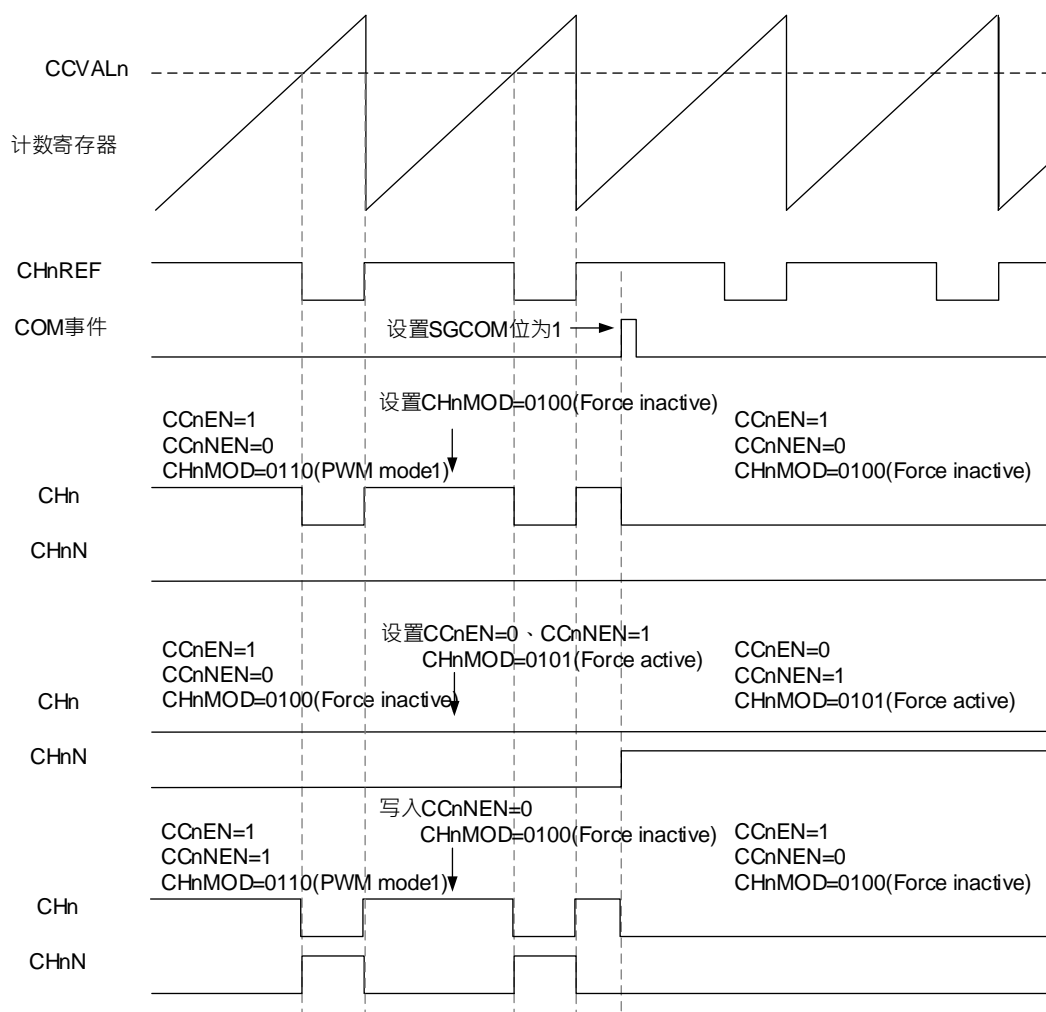 CCVALn
计数寄存器
CHnREF
COM事件
设置SGCOM位为1
设置CHnMOD=0100(Force inactive)
CCnEN=1
CCnNEN=0
CHnMOD=0110(PWM mode1)
CCnEN=1
CCnNEN=0
CHnMOD=0100(Force inactive)
CHn
CHnN
设置CCnEN=0、CCnNEN=1
CHnMOD=0101(Force active)
CCnEN=1
CCnNEN=0
CHnMOD=0100(Force inactive)
CCnEN=0
CCnNEN=1
CHnMOD=0101(Force active)
CHn
CHnN
写入CCnNEN=0
CHnMOD=0100(Force inactive)
CCnEN=1
CCnNEN=1
CHnMOD=0110(PWM mode1)
CCnEN=1
CCnNEN=0
CHnMOD=0100(Force inactive)
CHn
CHnN